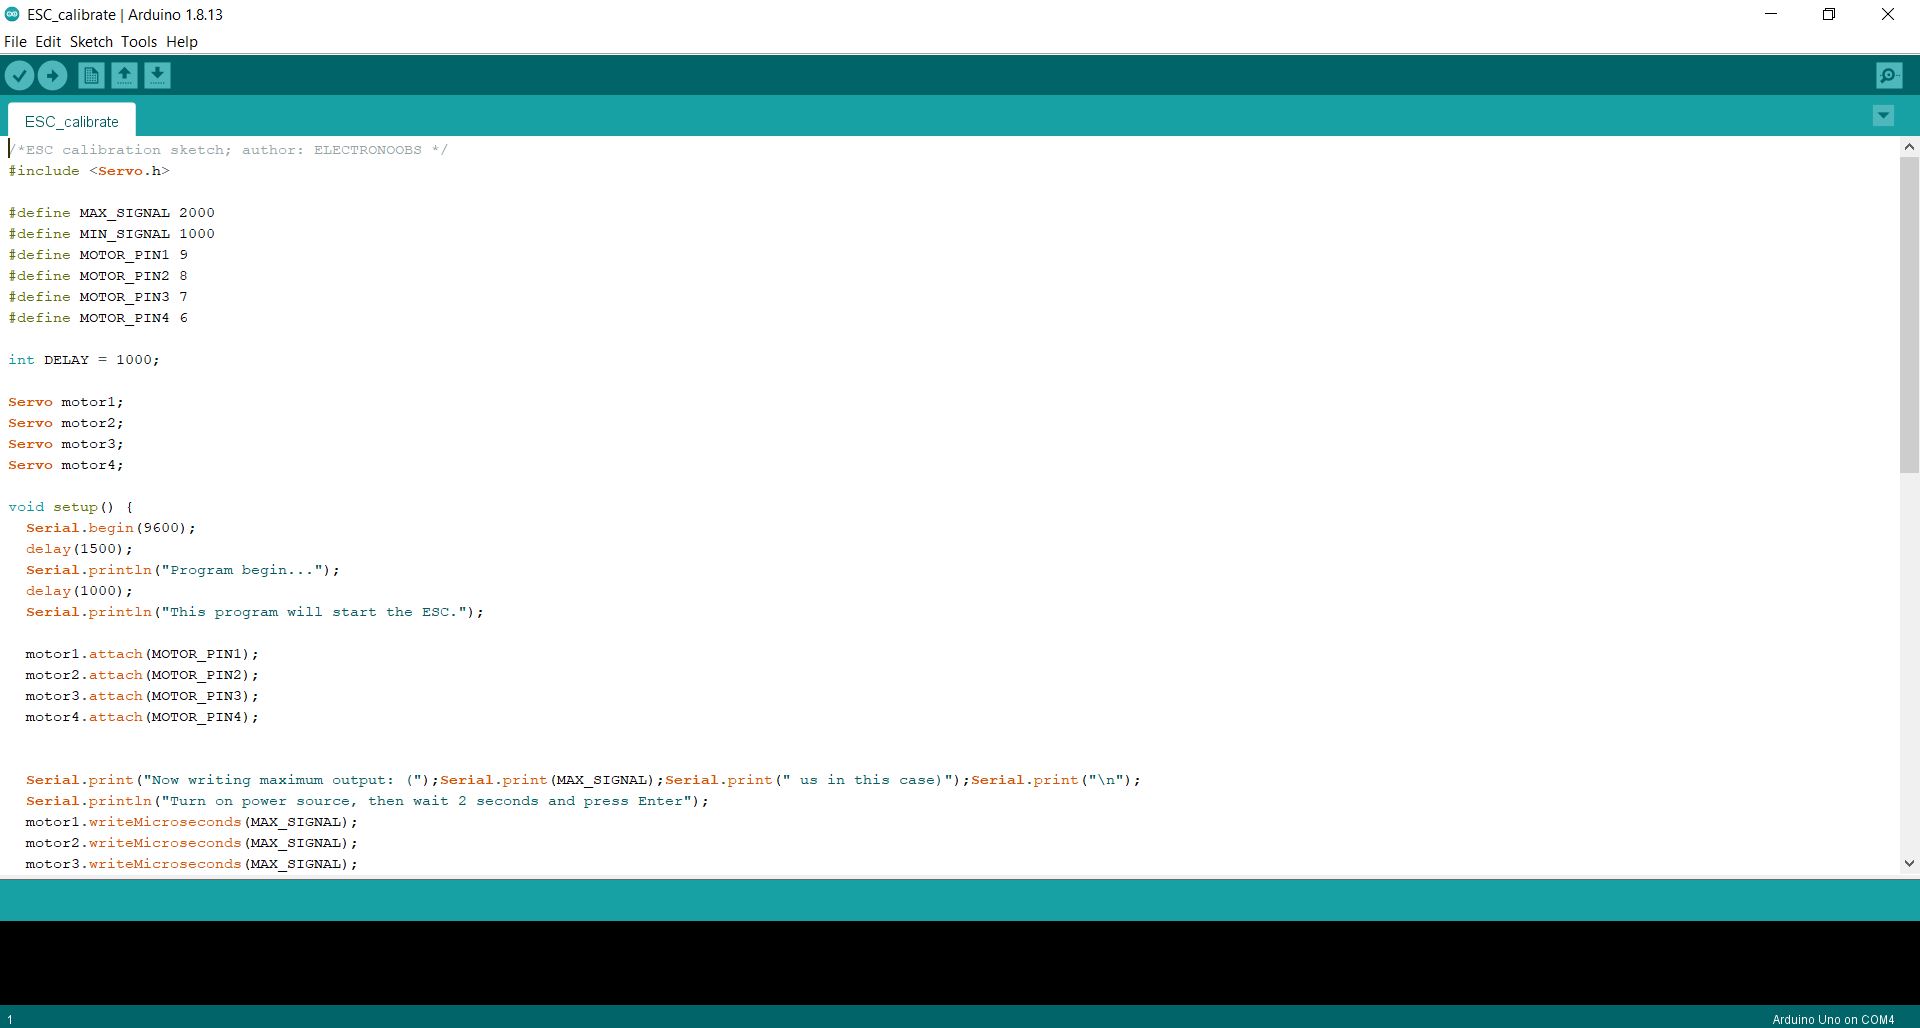 ESC_calibrate | Arduino 1.8.13
File Edit Sketch Tools Help
ESC_calibrate
/*ESC calibration sketch; author: ELECTRONOOBS */
#include <Servo.h>
#define MAX_SIGNAL 2000
#define MIN_SIGNAL 1000
#define MOTOR_PIN1 9
#define MOTOR_PIN2 8
#define MOTOR_PIN3 7
#define MOTOR_PIN4 6
int DELAY = 1000;
Servo motor1;
Servo motor2;
Servo motor3;
Servo motor4;
void setup() {
Serial.begin(9600);
delay(1500);
Serial.println("Program begin...");
delay(1000);
Serial.println("This program will start the ESC.");
motor1.attach(MOTOR_PIN1);
motor2.attach(MOTOR_PIN2);
motor3.attach(MOTOR_PIN3);
motor4.attach(MOTOR_PIN4);
Serial.print("Now writing maximum output: (");Serial.print(MAX_SIGNAL);Serial.print(" us in this case)");Serial.print("\n");
Serial.println("Turn on power source, then wait 2 seconds and press Enter");
motor1.writeMicroseconds(MAX_SIGNAL);
motor2.writeMicroseconds(MAX_SIGNAL);
motor3.writeMicroseconds(MAX_SIGNAL);
1
Arduino Uno on COM4